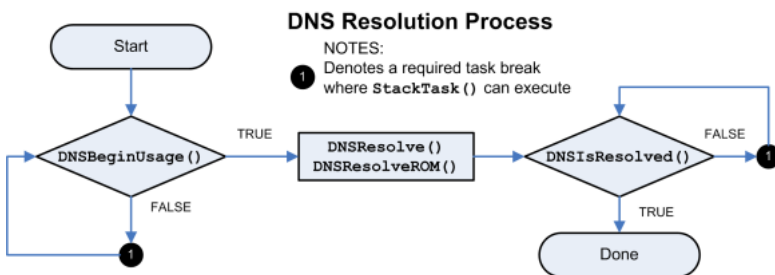 DNS Resolution Process
NOTES:
1 Denotes a required task break
where StackTask() can execute
Start
DNSBeginUsage()
TRUE
FALSE
1
DNSResolve()
DNSResolveROM()
DNSIsResolved()
FALSE
1
TRUE
Done